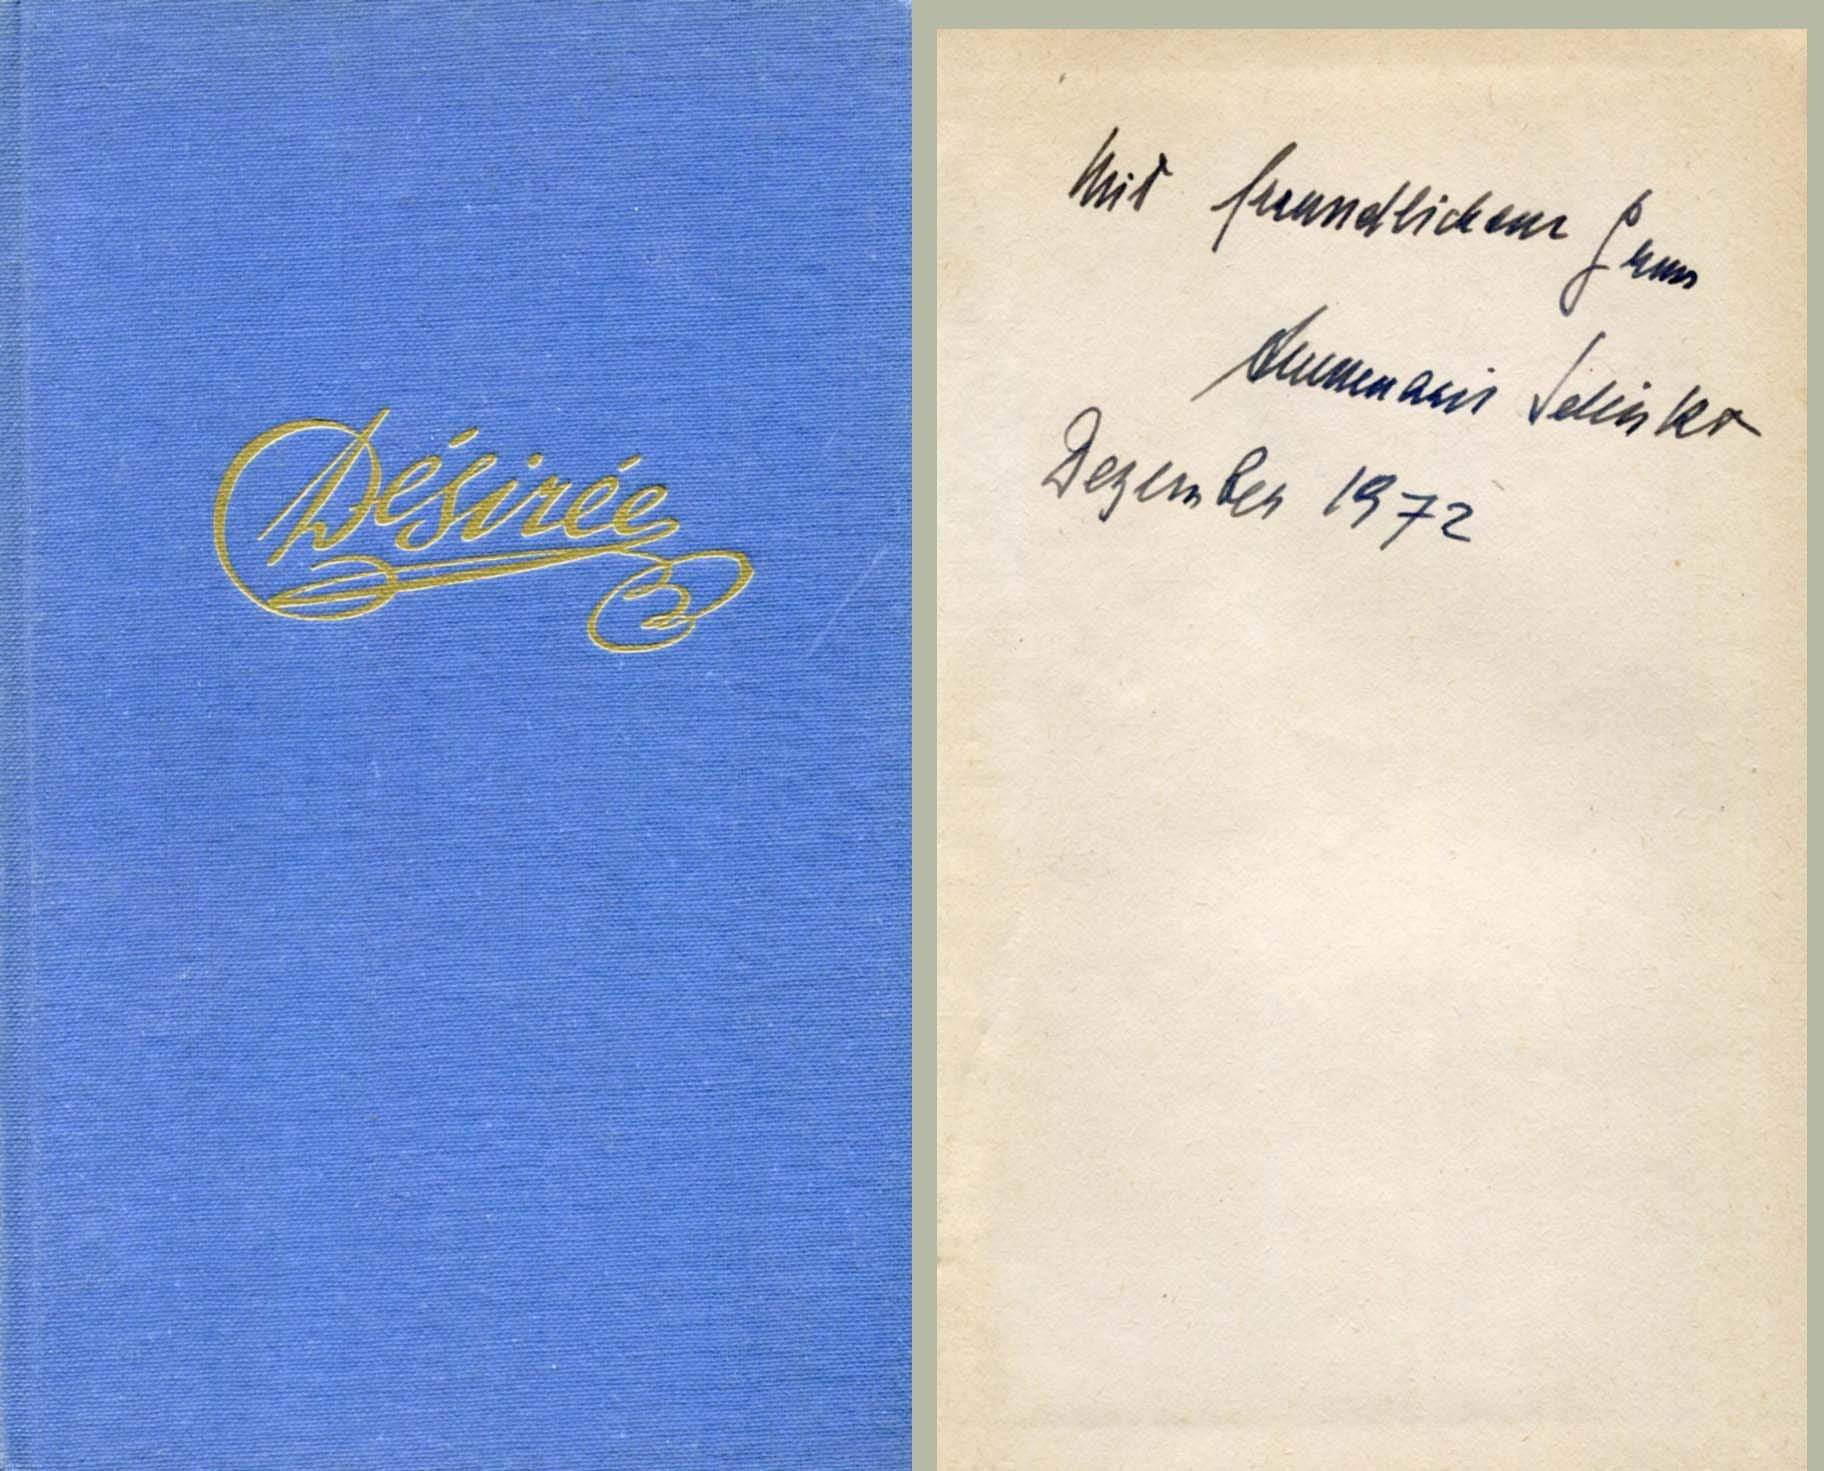 Désirée
Mit freundlichem Gruss
Annemarie Selinko
Dezember 1972